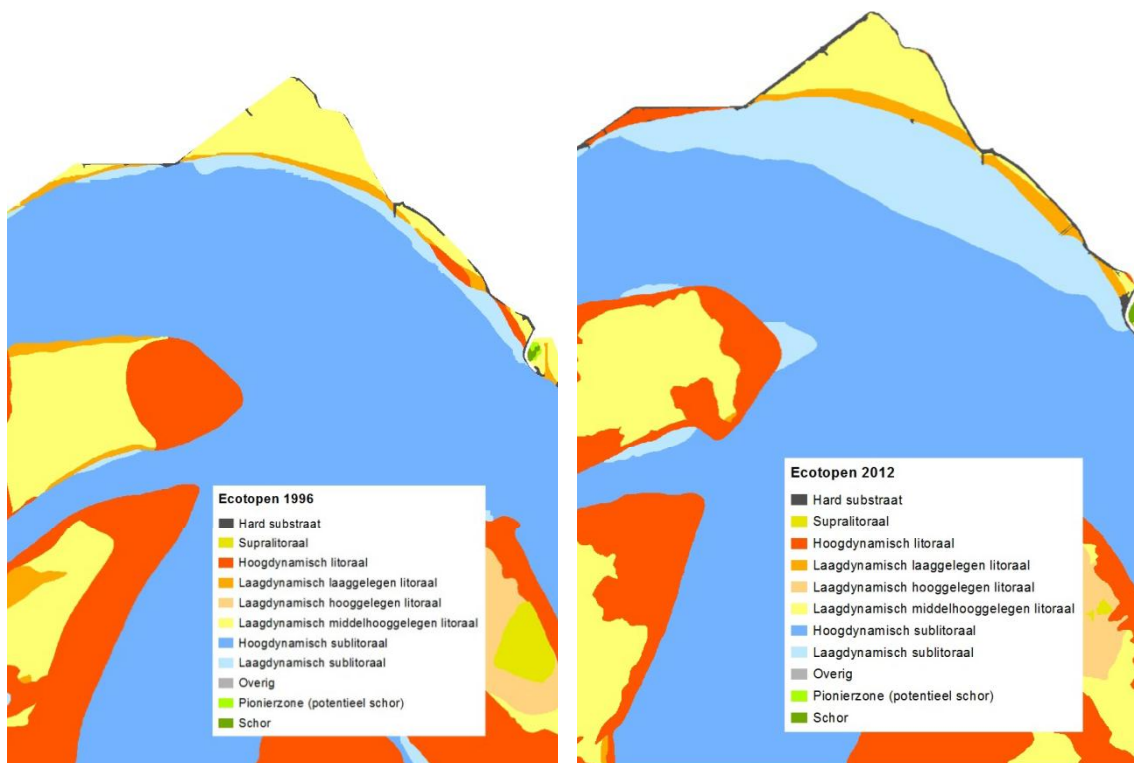 Ecotopen 1996
Hard substraat
Supralitoraal
Hoogdynamisch litoraal
Laagdynamisch laaggelegen litoraal
Laagdynamisch hooggelegen litoraal
Laagdynamisch middelhooggelegen litoraal
Hoogdynamisch sublitoraal
Laagdynamisch sublitoraal
Overig
Pionierzone (potentieel schor)
Schor
Ecotopen 2012
Hard substraat
Supralitoraal
Hoogdynamisch litoraal
Laagdynamisch laaggelegen litoraal
Laagdynamisch hooggelegen litoraal
Laagdynamisch middelhooggelegen litoraal
Hoogdynamisch sublitoraal
Laagdynamisch sublitoraal
Overig
Pionierzone (potentieel schor)
Schor